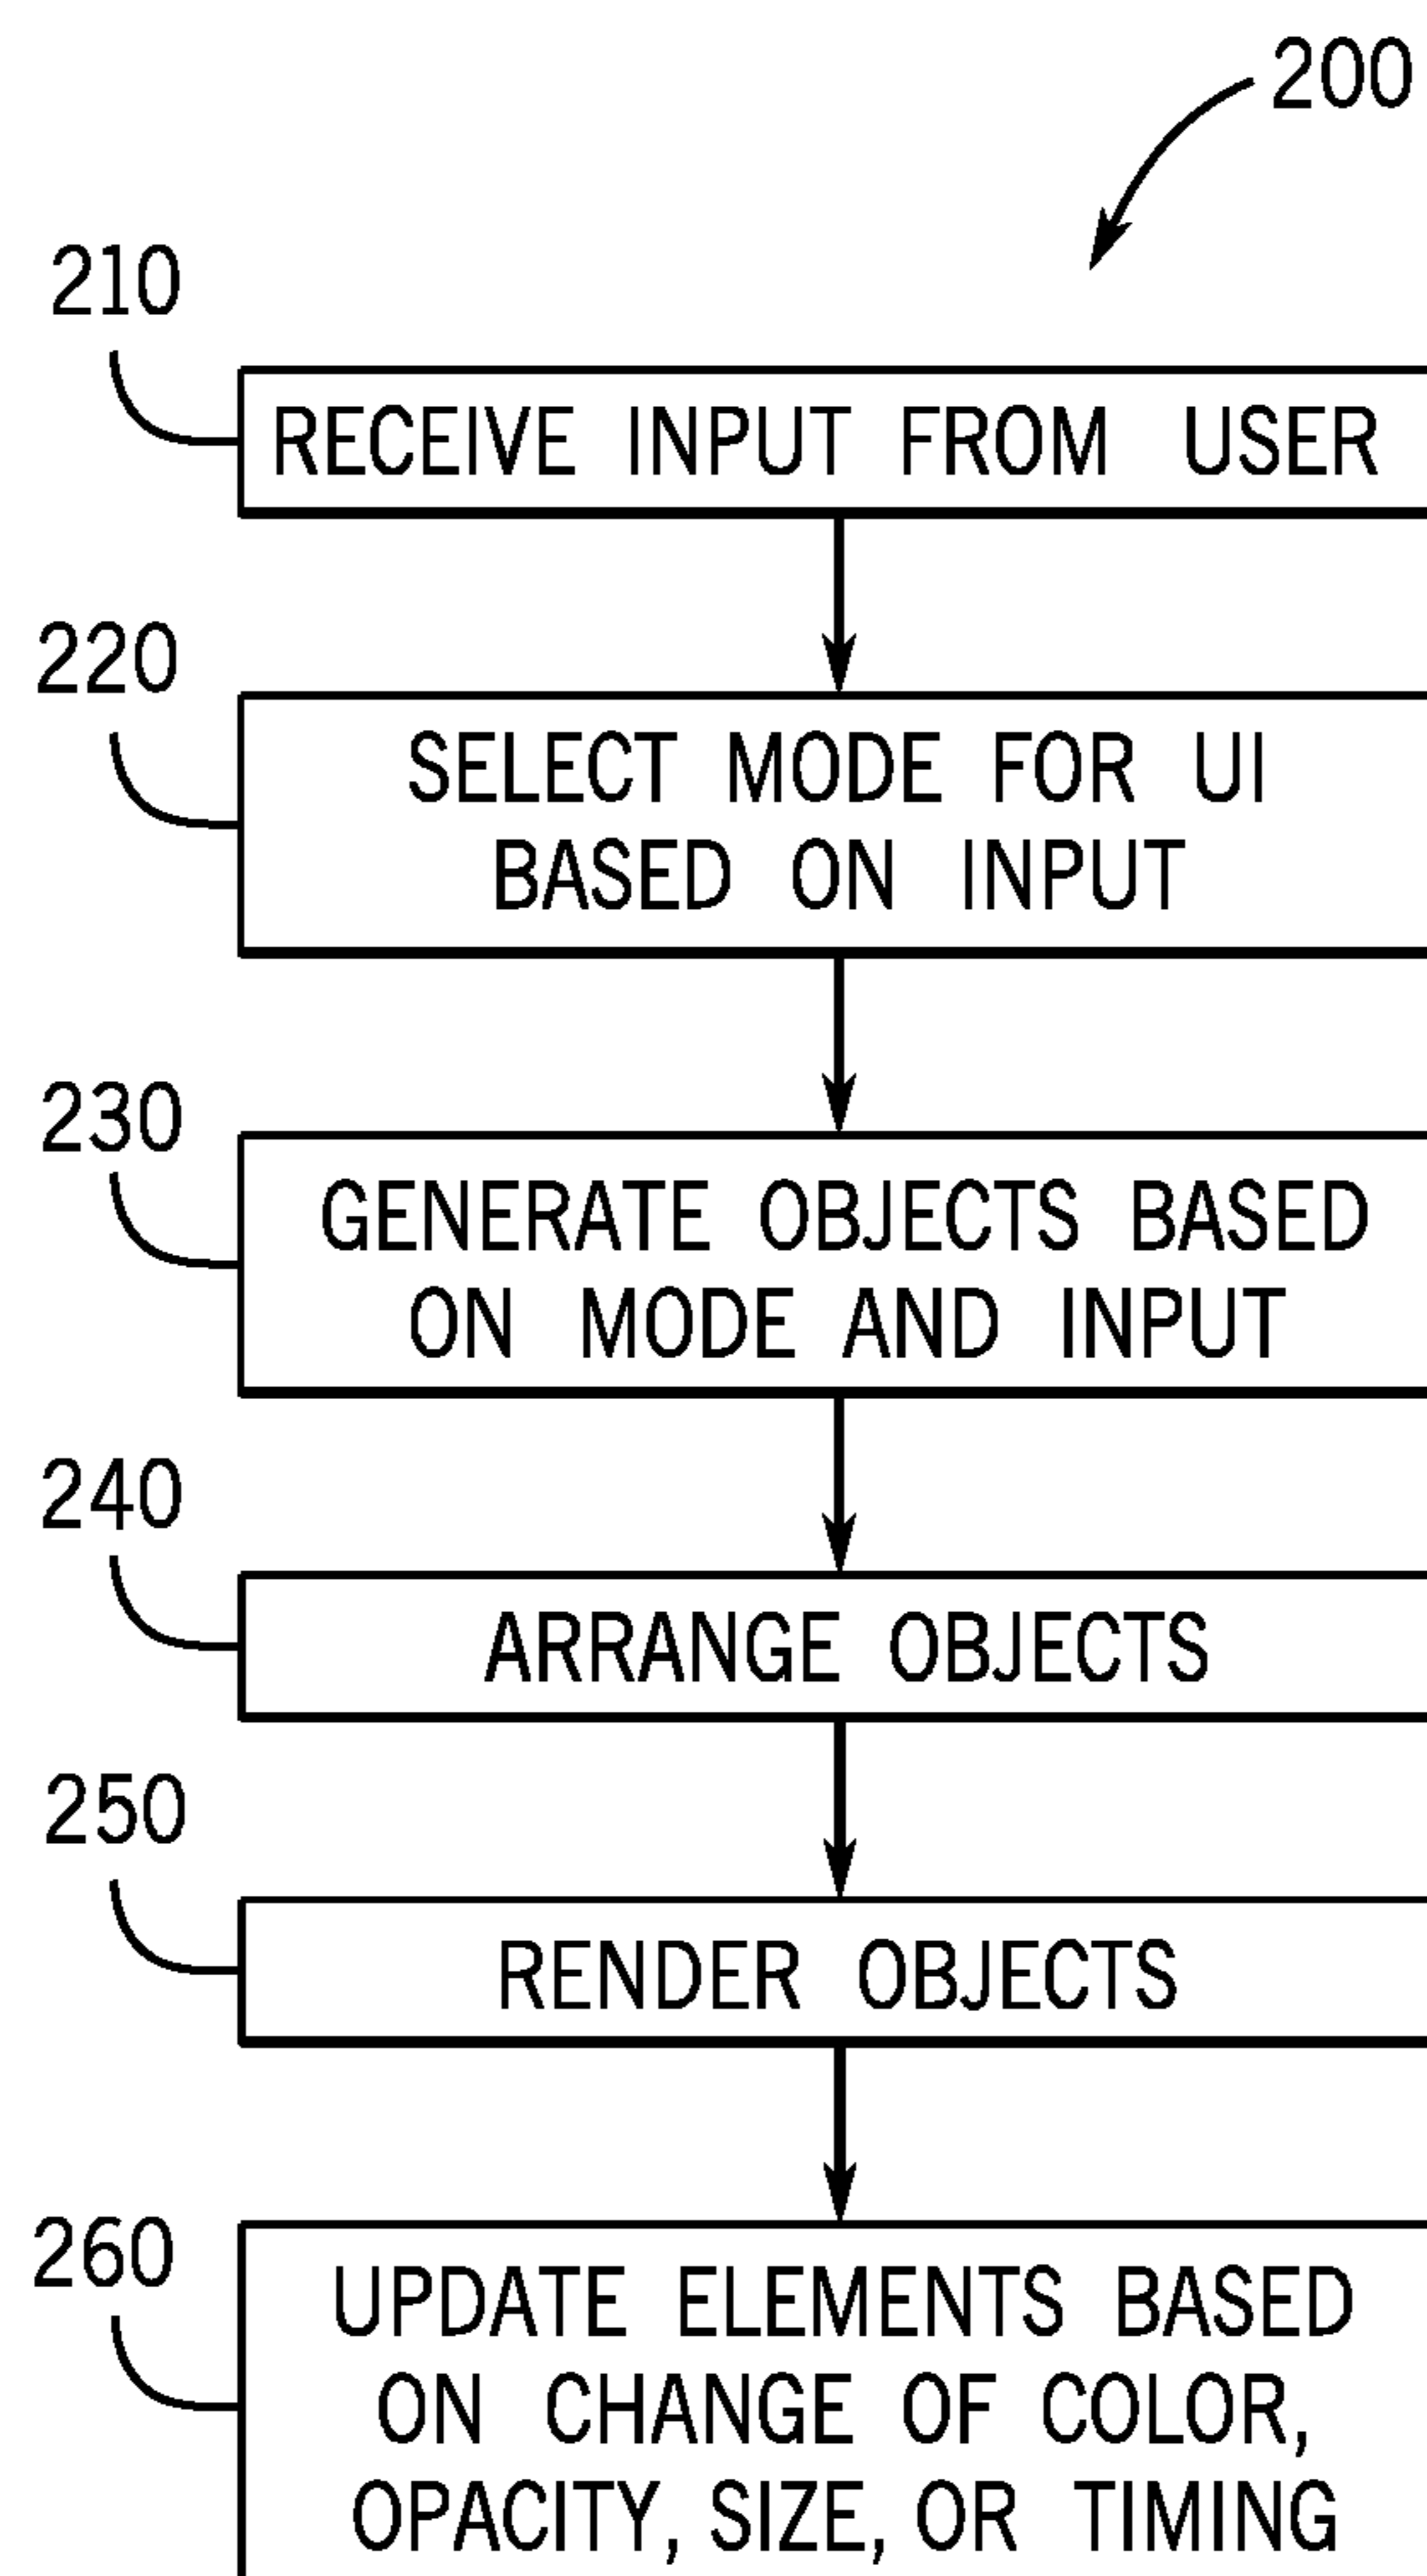 200
210
RECEIVE INPUT FROM USER
220
SELECT MODE FOR UI
BASED ON INPUT
230
GENERATE OBJECTS BASED
ON MODE AND INPUT
240
ARRANGE OBJECTS
250
RENDER OBJECTS
260
UPDATE ELEMENTS BASED
ON CHANGE OF COLOR,
OPACITY, SIZE, OR TIMING